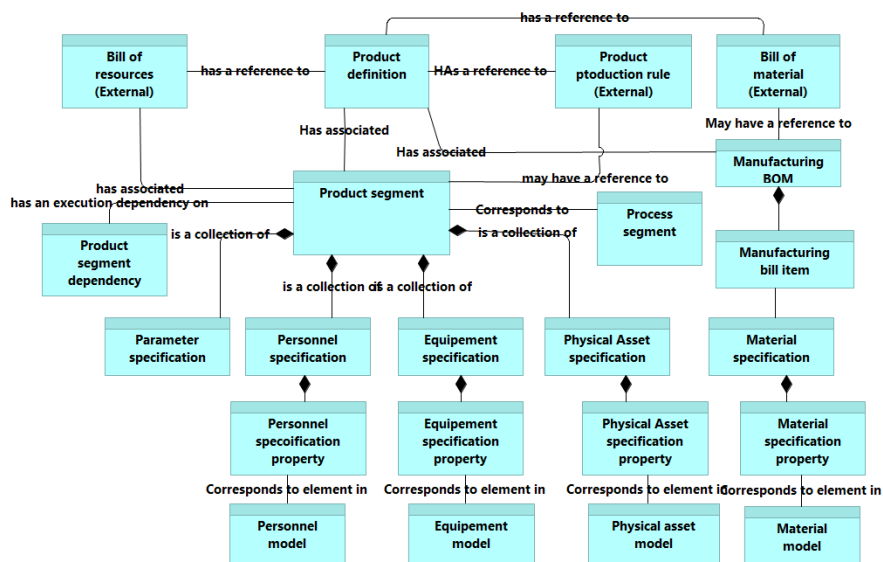 has a reference to
Bill of
resources
(External)
has a reference to
Product
definition
HAs a reference to
Product
ptoduction rule
(External)
Bill of
material
(External)
May have a reference to
Has associated
Has associated
Manufacturing
BOM
has associated
Product segment
may have a reference to
has an execution dependency on
Corresponds to
Process
segment
Product
segment
dependency
is a collection of
is a collection of
Manufacturing
bill item
is a collection of
is a collection of
Parameter
specification
Personnel
specification
Equipement
specification
Physical Asset
specification
Material
specification
Personnel
specoification
property
Equipement
specification
property
Physical Asset
specification
property
Material
specification
property
Corresponds to element in
Corresponds to element in
Corresponds to element in
Corresponds to element in
Personnel
model
Equipement
model
Physical asset
model
Material
model